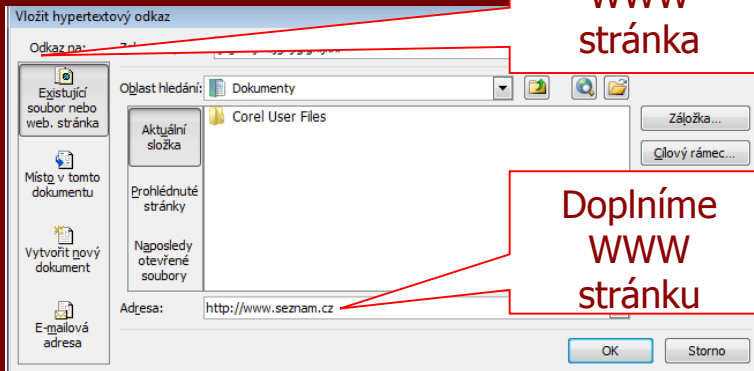 WWW
stránka
Vložit hypertextový odkaz
Odkaz na:
Existující
soubor nebo
web. stránka
Místo v tomto
dokumentu
Vytvořit nový
dokument
E-mailová
adresa
Oblast hledání:
Dokumenty
Aktuální
složka
Prohlédnuté
stránky
Naposledy
otevřené
soubory
Corel User Files
Záložka...
Cílový rámec...
Doplníme
WWW
stránku
Adresa:
http://www.seznam.cz
OK
Storno